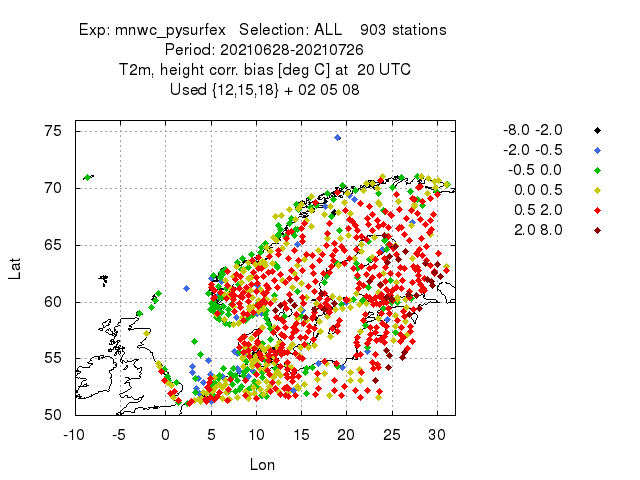 Exp: mnwc_pysurfex   Selection: ALL    903 stations
Period: 20210628-20210726
T2m, height corr. bias [deg C] at  20 UTC
Used {12,15,18} + 02 05 08
-8.0 -2.0
-2.0 -0.5
-0.5 0.0
0.0 0.5
0.5 2.0
2.0 8.0
75
70
65
60
55
50
Lat
-10 -5 0 5 10 15 20 25 30
Lon